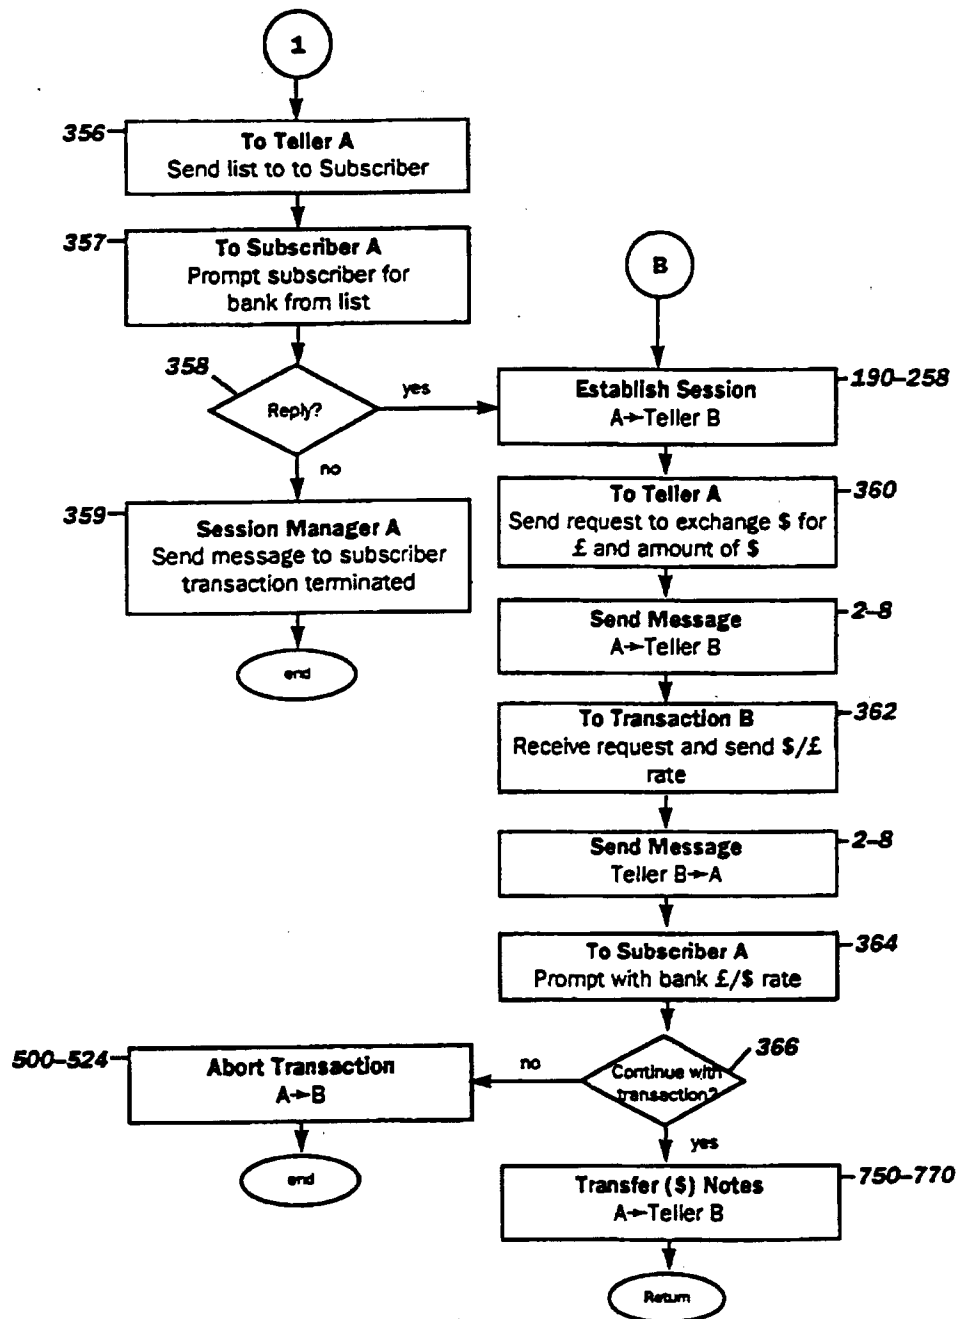 1
356
To Teller A
Send list to to Subscriber
357
To Subscriber A
Prompt subscriber for
bank from list
358
Reply?
yes
no
359
Session Manager A
Send message to subscriber
transaction terminated
end
B
190-258
Establish Session
A→Teller B
360
To Teller A
Send request to exchange $ for
£ and amount of $
2-8
Send Message
A→Teller B
362
To Transaction B
Receive request and send $/£
rate
2-8
Send Message
Teller B→A
364
To Subscriber A
Prompt with bank £/$ rate
366
Continue with
transaction?
no
500-524
Abort Transaction
A→B
end
yes
750-770
Transfer ($) Notes
A→Teller B
Return